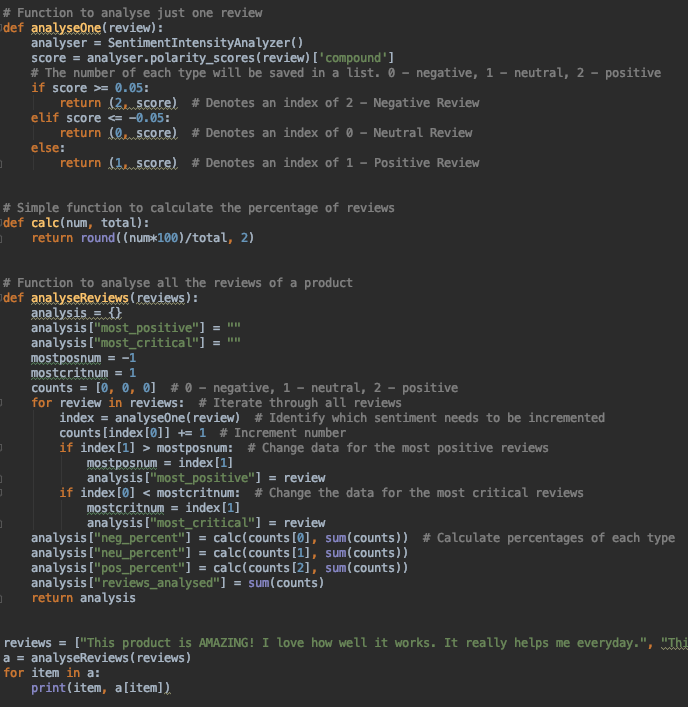 # Function to analyse just one review
def analyseOne(review):
    analyser = SentimentIntensityAnalyzer()
    score = analyser.polarity_scores(review)['compound']
    # The number of each type will be saved in a list. 0 - negative, 1 - neutral, 2 - positive
    if score >= 0.05:
        return (2, score)  # Denotes an index of 2 - Negative Review
    elif score <= -0.05:
        return (0, score)  # Denotes an index of 0 - Neutral Review
    else:
        return (1, score)  # Denotes an index of 1 - Positive Review
# Simple function to calculate the percentage of reviews
def calc(num, total):
    return round((num*100)/total, 2)
# Function to analyse all the reviews of a product
def analyseReviews(reviews):
    analysis = {}
    analysis["most_positive"] = ""
    analysis["most_critical"] = ""
    mostposnum = -1
    mostcritnum = 1
    counts = [0, 0, 0]  # 0 - negative, 1 - neutral, 2 - positive
    for review in reviews:  # Iterate through all reviews
        index = analyseOne(review)  # Identify which sentiment needs to be incremented
        counts[index[0]] += 1  # Increment number
        if index[1] > mostposnum:  # Change data for the most positive reviews
            mostposnum = index[1]
            analysis["most_positive"] = review
        if index[0] < mostcritnum:  # Change the data for the most critical reviews
            mostcritnum = index[1]
            analysis["most_critical"] = review
    analysis["neg_percent"] = calc(counts[0], sum(counts))  # Calculate percentages of each type
    analysis["neu_percent"] = calc(counts[1], sum(counts))
    analysis["pos_percent"] = calc(counts[2], sum(counts))
    analysis["reviews_analysed"] = sum(counts)
    return analysis
reviews = ["This product is AMAZING! I love how well it works. It really helps me everyday.", "Thi
a = analyseReviews(reviews)
for item in a:
    print(item, a[item])